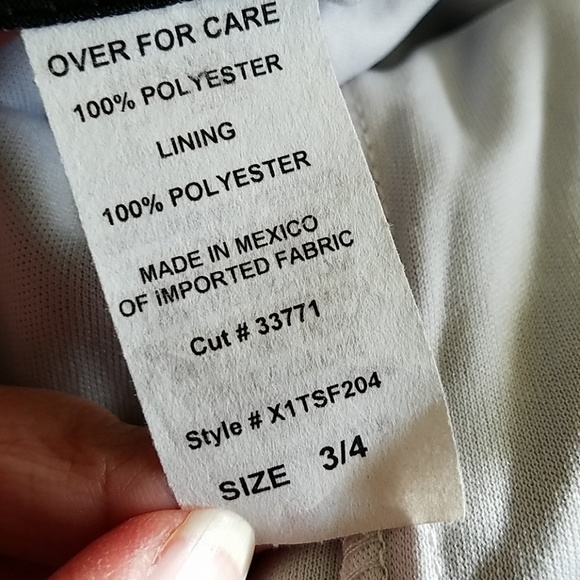 OVER FOR CARE
100% POLYESTER
LINING
100% POLYESTER
MADE IN MEXICO
OF iMPORTED FABRIC
Cut # 33771
Style # X1TSF204
SIZE 3/4